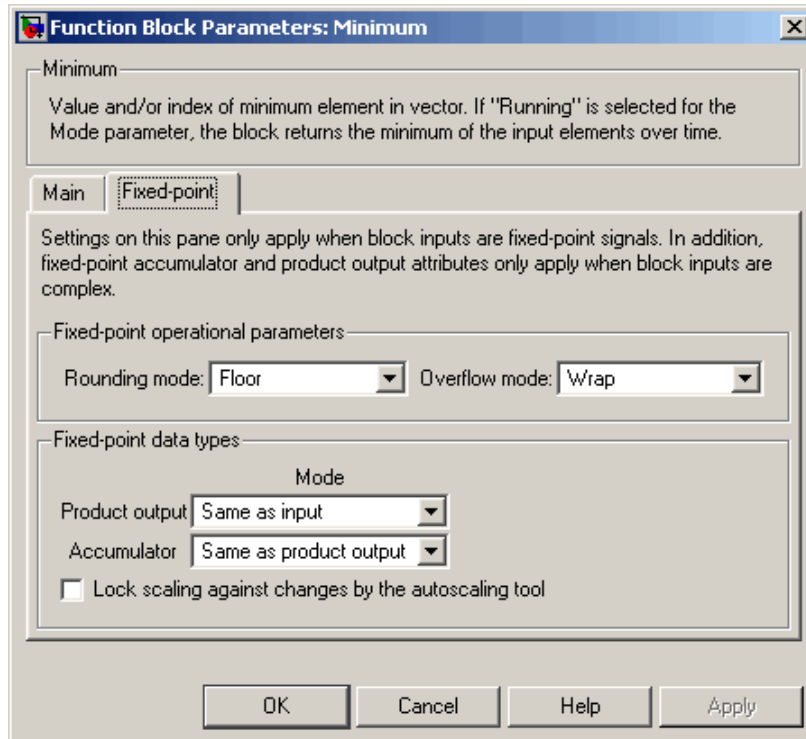 Function Block Parameters: Minimum
Minimum
Value and/or index of minimum element in vector. If "Running" is selected for the
Mode parameter, the block returns the minimum of the input elements over time.
Main Fixed-point
Settings on this pane only apply when block inputs are fixed-point signals. In addition,
fixed-point accumulator and product output attributes only apply when block inputs are
complex.
Fixed-point operational parameters
Rounding mode: Floor Overflow mode: Wrap
Fixed-point data types
Mode
Product output Same as input
Accumulator Same as product output
Lock scaling against changes by the autoscaling tool
OK Cancel Help Apply